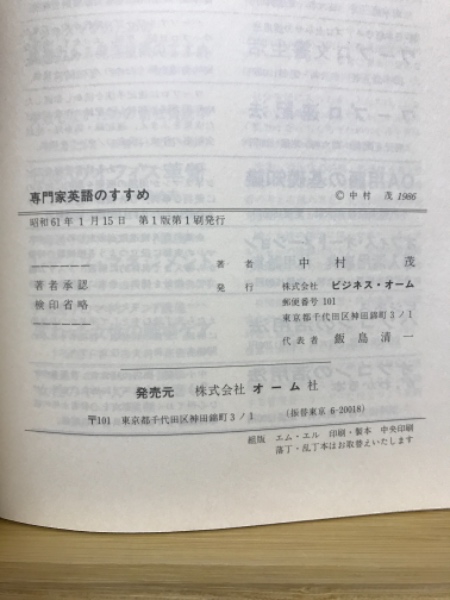 専門家英語のすすめ
© 中村 茂 1986
昭和61年1月15日 第1版第1刷発行
著者承認
検印省略
著者 中村 茂
発行 株式会社 ビジネス・オーム
郵便番号 101
東京都千代田区神田錦町3ノ1
代表者 飯島清一
発売元 株式会社 オーム社
〒101 東京都千代田区神田錦町3ノ1 (振替東京 6-20018)
組版 エム・エル 印刷・製本 中央印刷
落丁・乱丁本はお取替えいたします